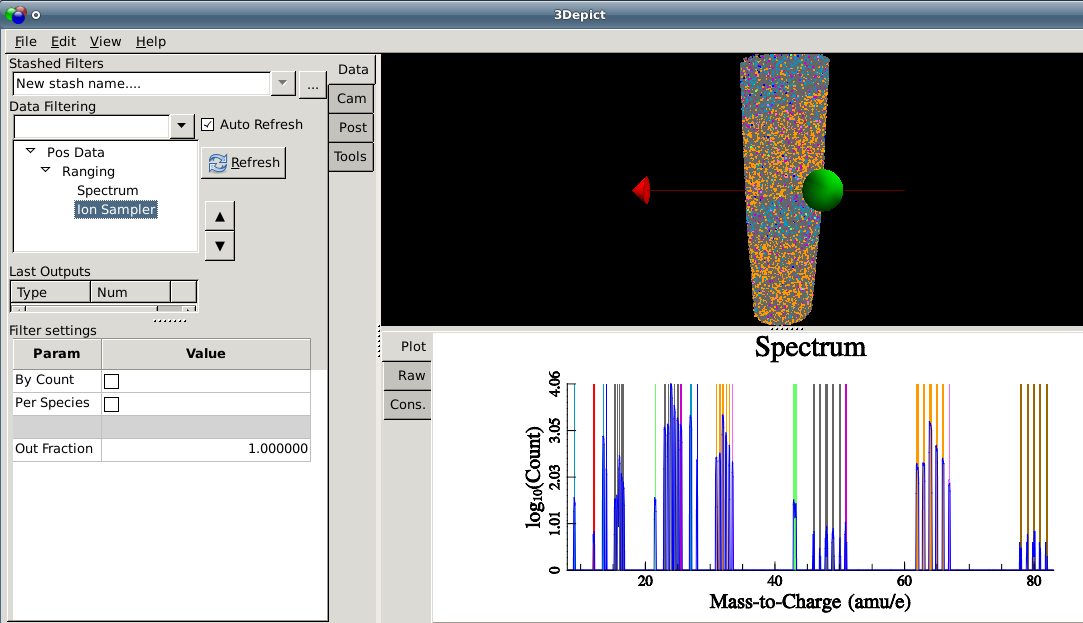 3Depict
File Edit View Help
Stashed Filters
New stash name....
...
Data Filtering
Auto Refresh
Pos Data
Ranging
Spectrum
Ion Sampler
Refresh
Last Outputs
Type Num
Filter settings
Param Value
By Count
Per Species
Out Fraction 1.000000
Data
Cam
Post
Tools
Plot
Raw
Cons.
Spectrum
4.06
3.05
2.03
1.01
0
log10(Count)
20 40 60 80
Mass-to-Charge (amu/e)